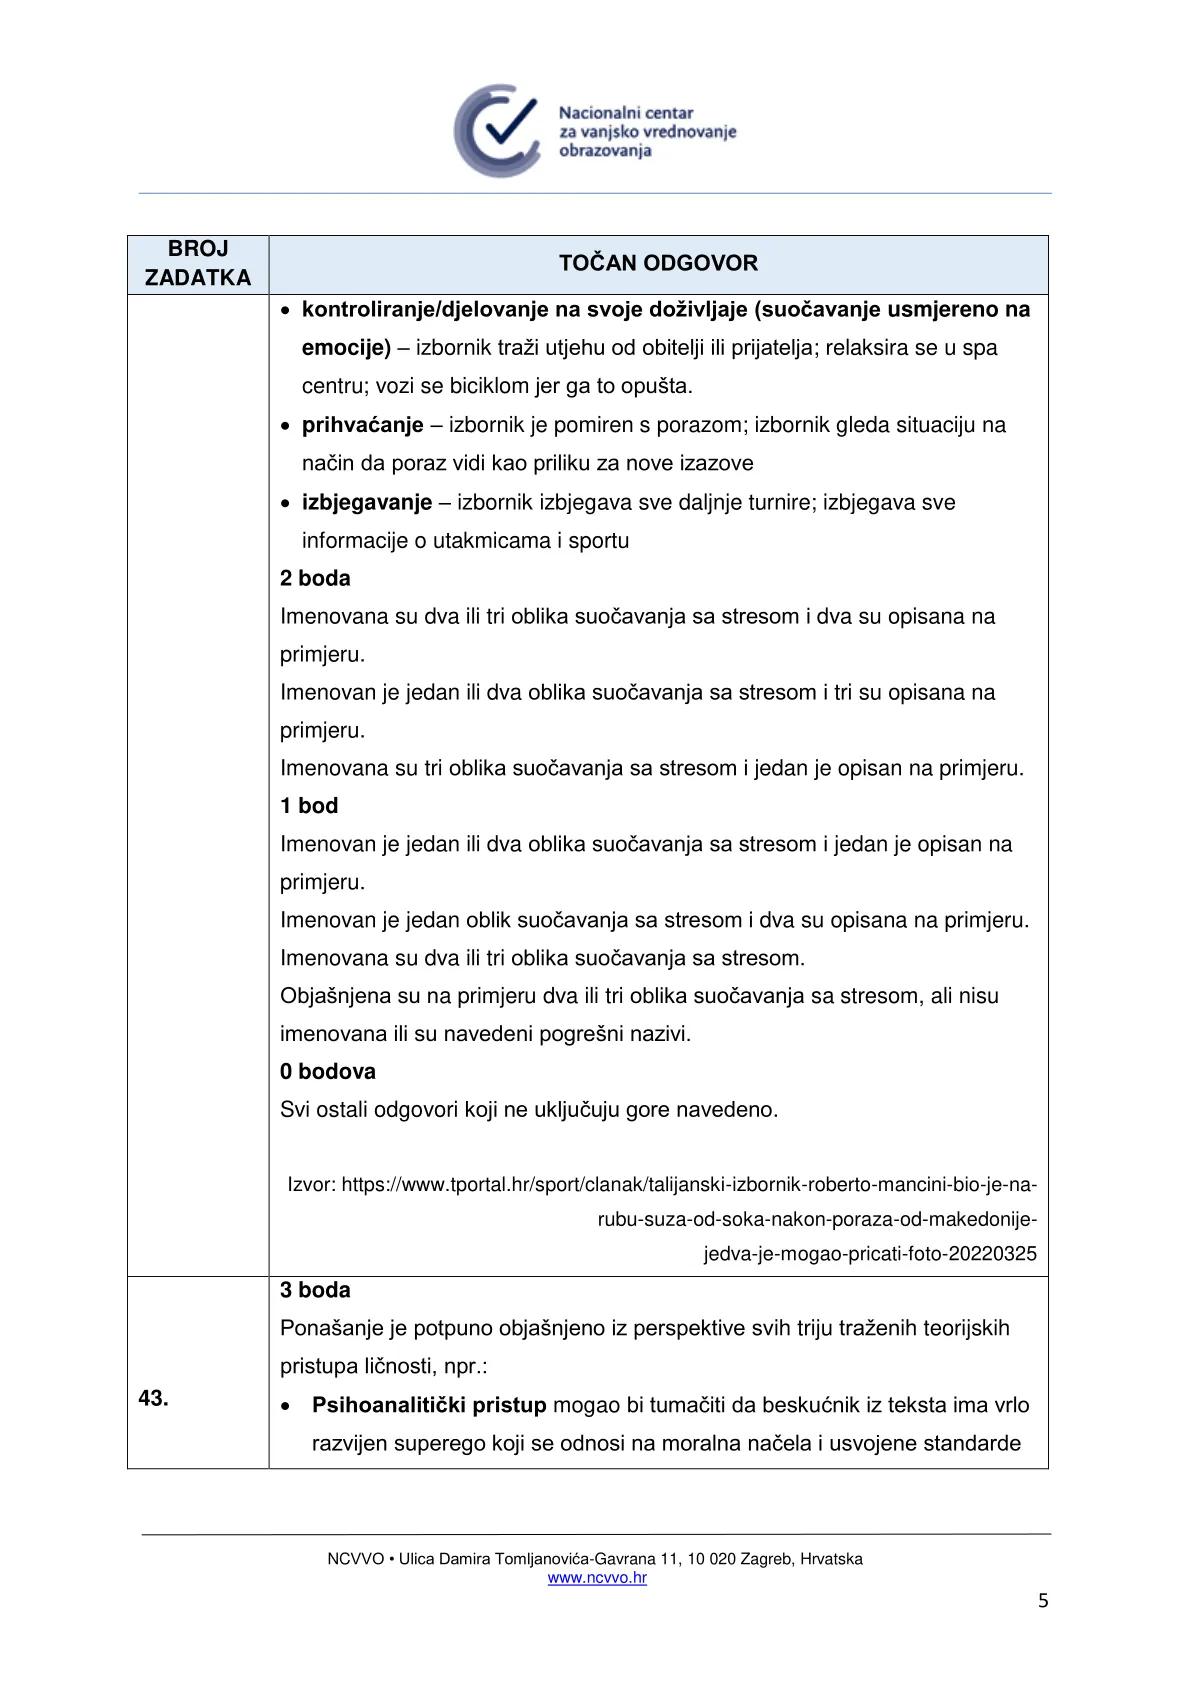 Nacionalni centar
za vanjsko vrednovanje
obrazovanja
BROJ
ZADATKA
TOČAN ODGOVOR
• kontroliranje/djelovanje na svoje doživljaje (suočavanje usmjereno na
emocije) – izbornik traži utjehu od obitelji ili prijatelja; relaksira se u spa
centru; vozi se biciklom jer ga to opušta.
• prihvaćanje – izbornik je pomiren s porazom; izbornik gleda situaciju na
način da poraz vidi kao priliku za nove izazove
• izbjegavanje – izbornik izbjegava sve daljnje turnire; izbjegava sve
informacije o utakmicama i sportu
2 boda
Imenovana su dva ili tri oblika suočavanja sa stresom i dva su opisana na
primjeru.
Imenovan je jedan ili dva oblika suočavanja sa stresom i tri su opisana na
primjeru.
Imenovana su tri oblika suočavanja sa stresom i jedan je opisan na primjeru.
1 bod
Imenovan je jedan ili dva oblika suočavanja sa stresom i jedan je opisan na
primjeru.
Imenovan je jedan oblik suočavanja sa stresom i dva su opisana na primjeru.
Imenovana su dva ili tri oblika suočavanja sa stresom.
Objašnjena su na primjeru dva ili tri oblika suočavanja sa stresom, ali nisu
imenovana ili su navedeni pogrešni nazivi.
0 bodova
Svi ostali odgovori koji ne uključuju gore navedeno.
Izvor: https://www.tportal.hr/sport/clanak/talijanski-izbornik-roberto-mancini-bio-je-na-
rubu-suza-od-soka-nakon-poraza-od-makedonije-
jedva-je-mogao-pricati-foto-20220325
43.
3 boda
Ponašanje je potpuno objašnjeno iz perspektive svih triju traženih teorijskih
pristupa ličnosti, npr.:
• Psihoanalitički pristup mogao bi tumačiti da beskućnik iz teksta ima vrlo
razvijen superego koji se odnosi na moralna načela i usvojene standarde
NCVVO • Ulica Damira Tomljanovića-Gavrana 11, 10 020 Zagreb, Hrvatska
www.ncvvo.hr
5